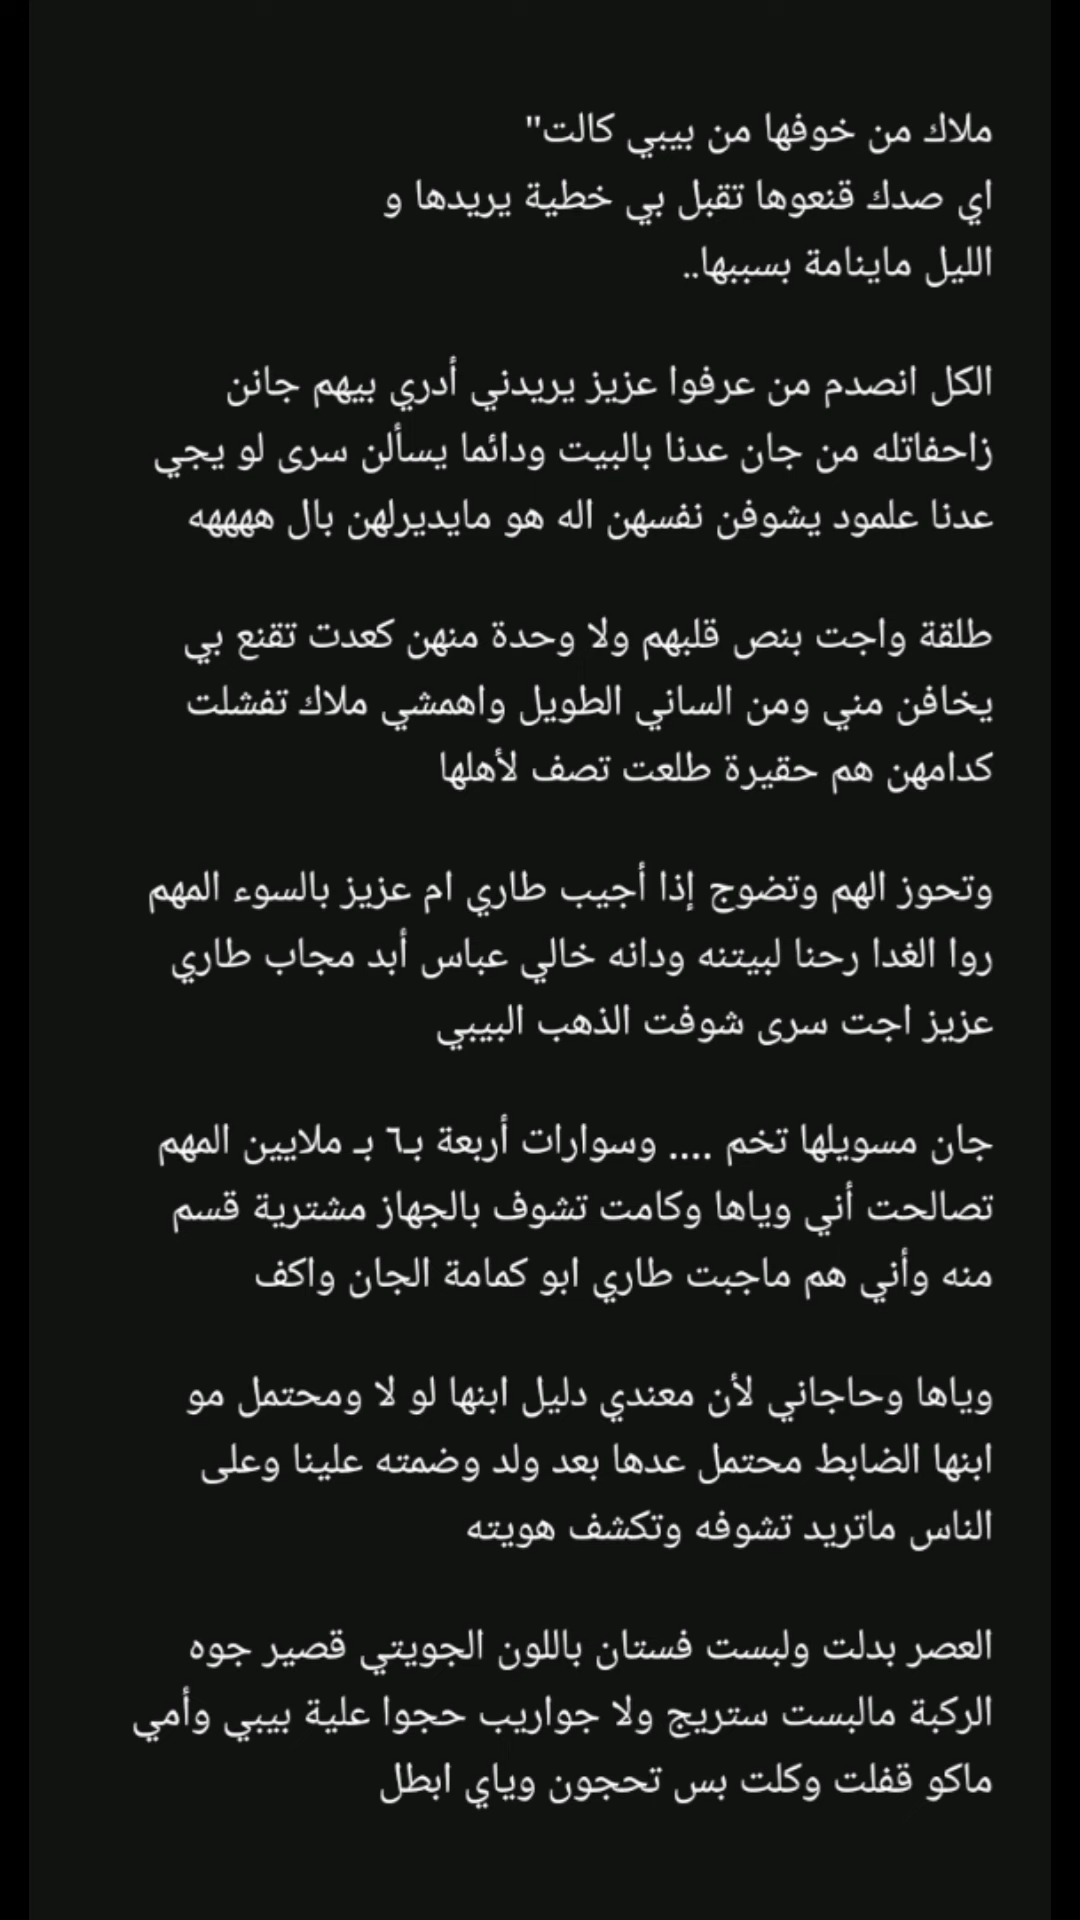 ملاك من خوفها من بيبي كالت"
اي صدك قنعوها تقبل بي خطية يريدها و
الليل ماينامة بسببها..
الكل انصدم من عرفوا عزيز يريدني أدري بيهم جانن
زاحفاتله من جان عدنا بالبيت ودائما يسألن سرى لو يجي
عدنا علمود يشوفن نفسهن اله هو مايديرلهن بال ههههه
طلقة واجت بنص قلبهم ولا وحدة منهن كعدت تقنع بي
يخافن مني ومن الساني الطويل واهمشي ملاك تفشلت
كدامهن هم حقيرة طلعت تصف لأهلها
وتحوز الهم وتضوج إذا أجيب طاري ام عزيز بالسوء المهم
روا الغدا رحنا لبيتنه ودانه خالي عباس أبد مجاب طاري
عزيز اجت سرى شوفت الذهب البيبي
جان مسويلها تخم .... وسوارات أربعة بـ٦ بـ ملايين المهم
تصالحت أني وياها وكامت تشوف بالجهاز مشترية قسم
منه وأني هم ماجبت طاري ابو كمامة الجان واكف
وياها وحاجاني لأن معندي دليل ابنها لو لا ومحتمل مو
ابنها الضابط محتمل عدها بعد ولد وضمته علينا وعلى
الناس ماتريد تشوفه وتكشف هويته
العصر بدلت ولبست فستان باللون الجويتي قصير جوه
الركبة مالبست ستريج ولا جواريب حجوا علية بيبي وأمي
ماكو قفلت وكلت بس تحجون وياي ابطل